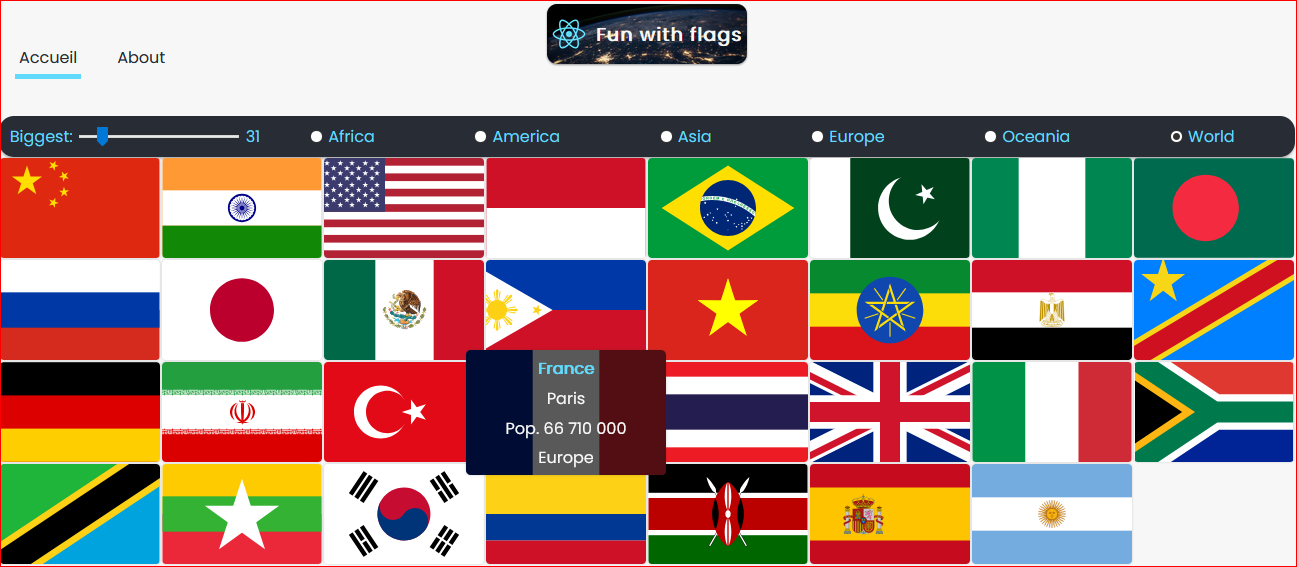 Fun with flags
Accueil
About
Biggest:
31
Africa
America
Asia
Europe
Oceania
World
France
Paris
Pop. 66 710 000
Europe